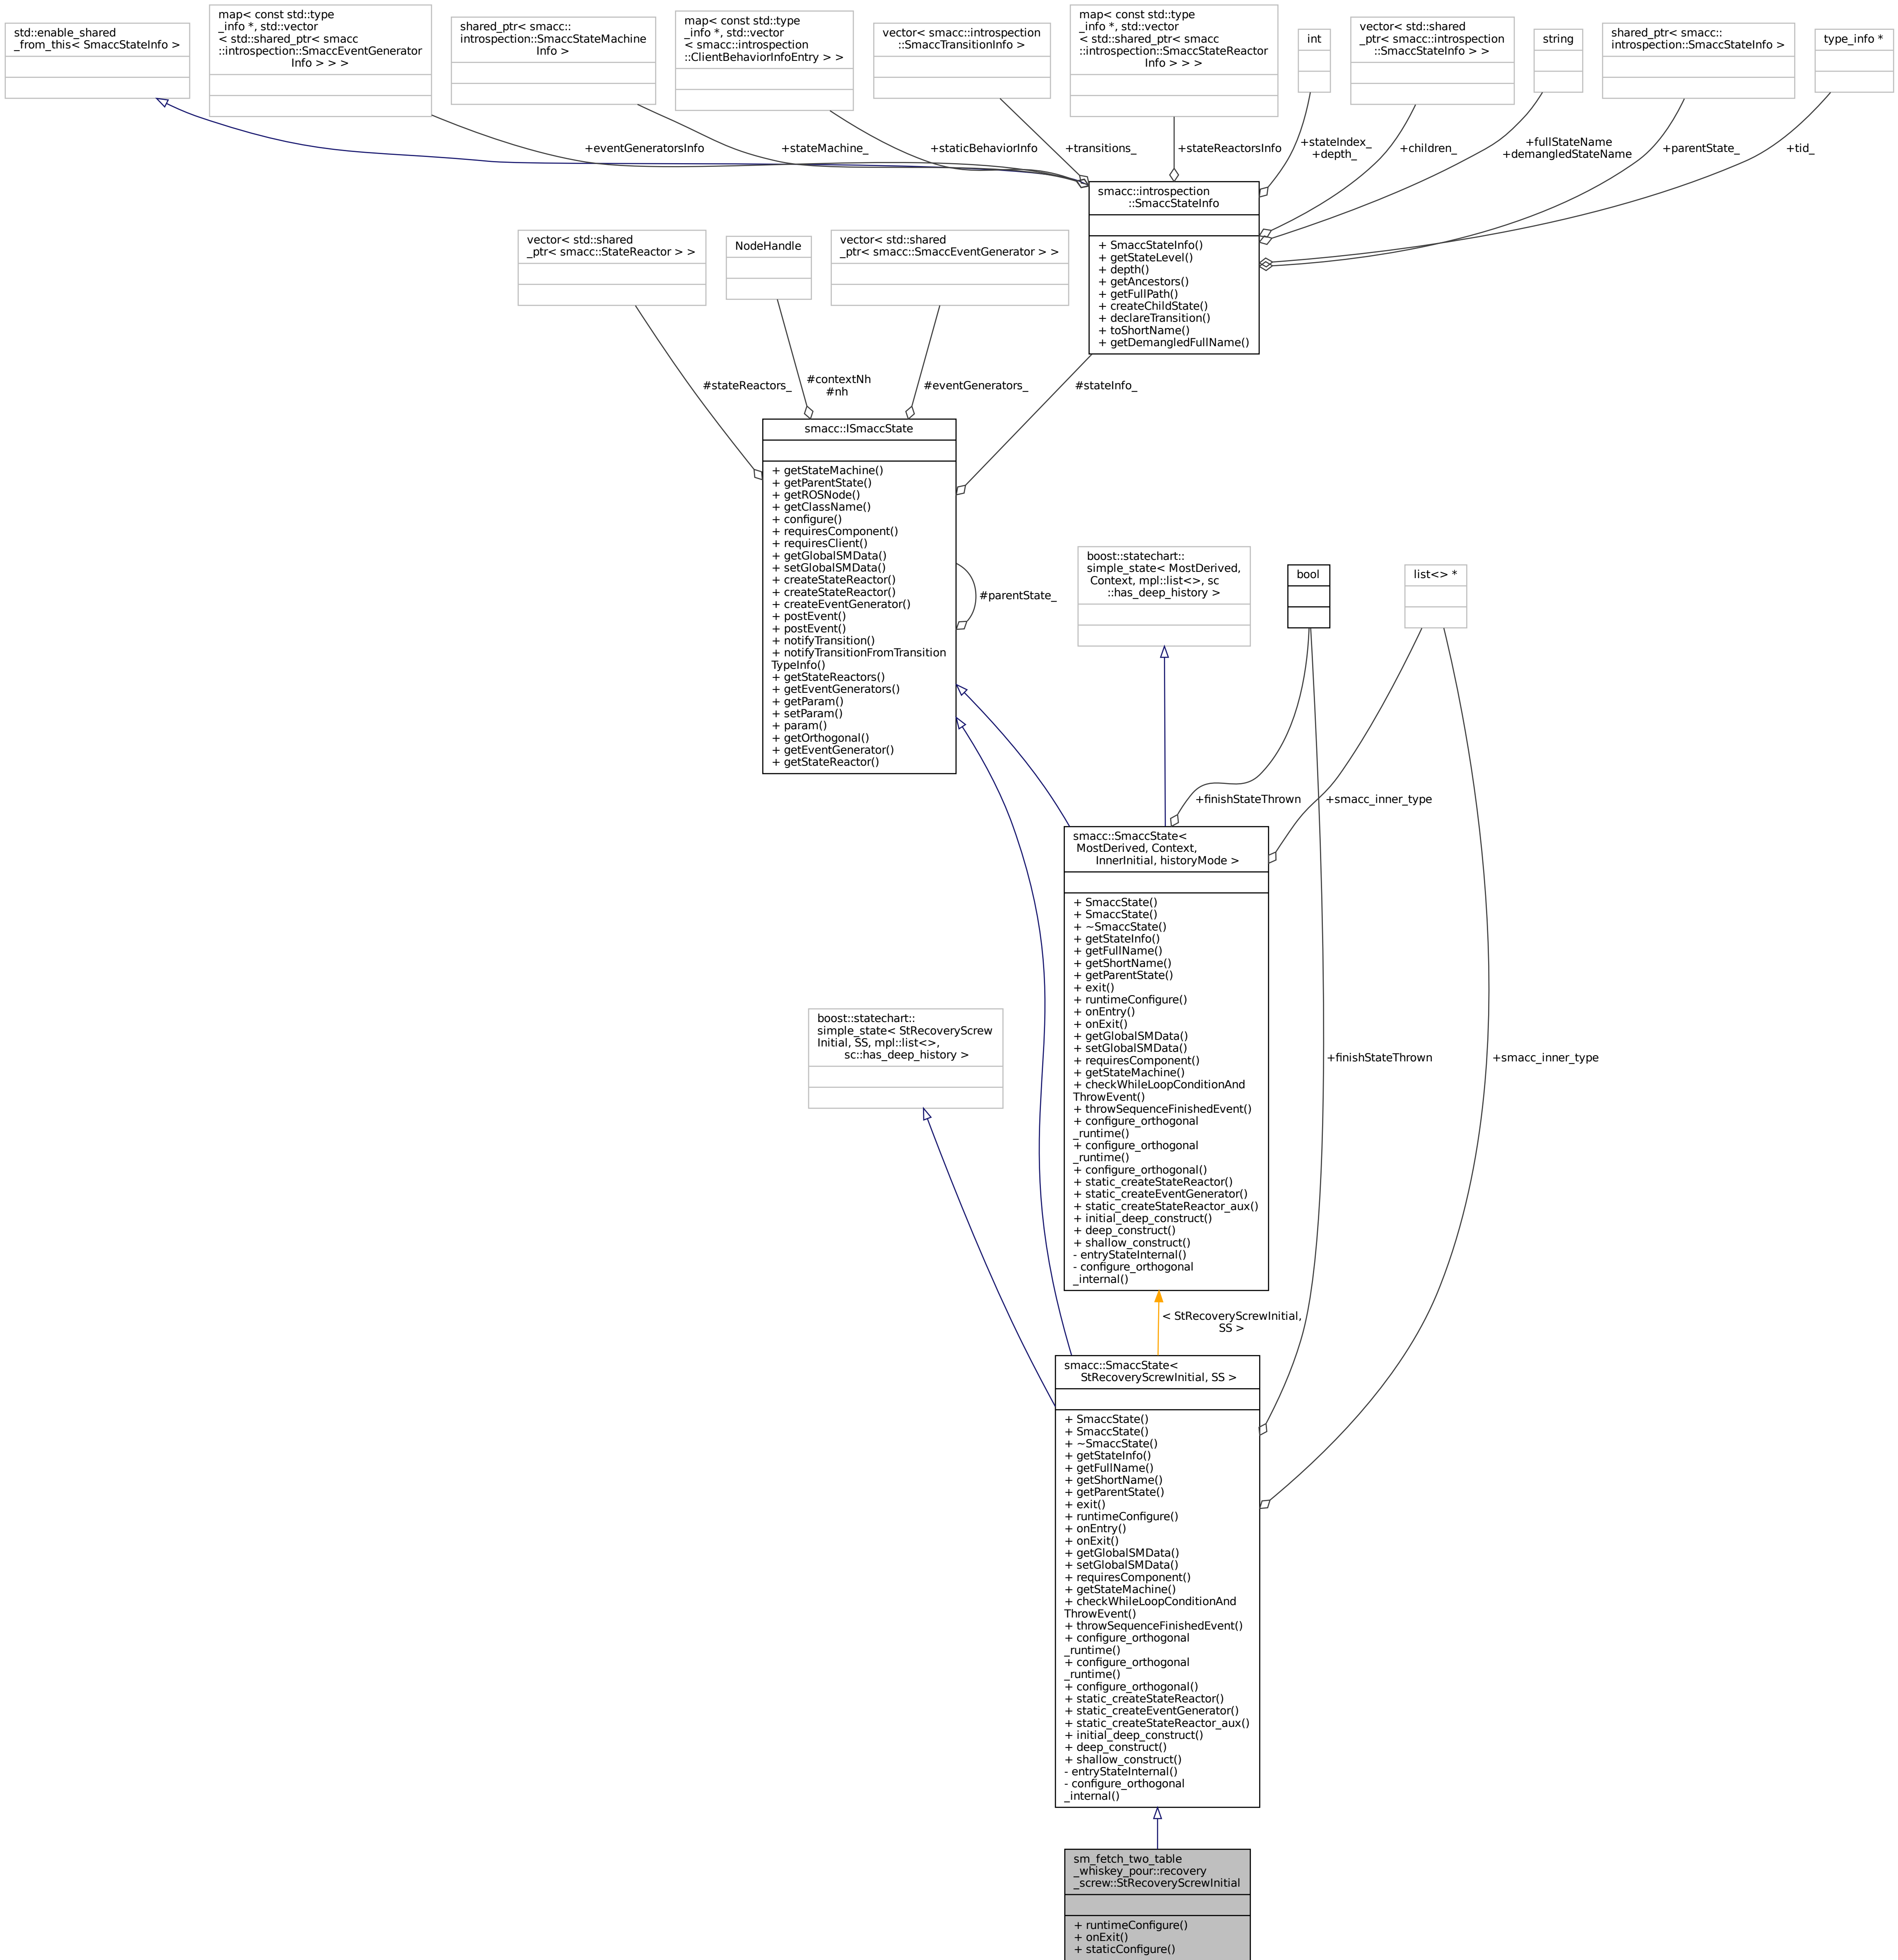 std::enable_shared
_from_this< SmaccStateInfo >
map< const std::type
_info *, std::vector
< std::shared_ptr< smacc
::introspection::SmaccEventGenerator
Info > > >
shared_ptr< smacc::
introspection::SmaccStateMachine
Info >
map< const std::type
_info *, std::vector
< smacc::introspection
::ClientBehaviorInfoEntry > >
vector< smacc::introspection
::SmaccTransitionInfo >
map< const std::type
_info *, std::vector
< std::shared_ptr< smacc
::introspection::SmaccStateReactor
Info > > >
int
vector< std::shared
_ptr< smacc::introspection
::SmaccStateInfo > >
string
shared_ptr< smacc::
introspection::SmaccStateInfo >
type_info *
+eventGeneratorsInfo
+stateMachine_
+staticBehaviorInfo
+transitions_
+stateReactorsInfo
+stateIndex_
+depth_
+children_
+fullStateName
+demangledStateName
+parentState_
+tid_
smacc::introspection
::SmaccStateInfo
+ SmaccStateInfo()
+ getStateLevel()
+ depth()
+ getAncestors()
+ getFullPath()
+ createChildState()
+ declareTransition()
+ toShortName()
+ getDemangledFullName()
vector< std::shared
_ptr< smacc::StateReactor > >
NodeHandle
vector< std::shared
_ptr< smacc::SmaccEventGenerator > >
#stateReactors_
#contextNh
#nh
#eventGenerators_
#stateInfo_
smacc::ISmaccState
+ getStateMachine()
+ getParentState()
+ getROSNode()
+ getClassName()
+ configure()
+ requiresComponent()
+ requiresClient()
+ getGlobalSMData()
+ setGlobalSMData()
+ createStateReactor()
+ createStateReactor()
+ createEventGenerator()
+ postEvent()
+ postEvent()
+ notifyTransition()
+ notifyTransitionFromTransition
TypeInfo()
+ getStateReactors()
+ getEventGenerators()
+ getParam()
+ setParam()
+ param()
+ getOrthogonal()
+ getEventGenerator()
+ getStateReactor()
#parentState_
boost::statechart::
simple_state< MostDerived,
Context, mpl::list<>, sc
::has_deep_history >
bool
list<> *
+finishStateThrown
+smacc_inner_type
smacc::SmaccState<
MostDerived, Context,
InnerInitial, historyMode >
+ SmaccState()
+ SmaccState()
+ ~SmaccState()
+ getStateInfo()
+ getFullName()
+ getShortName()
+ getParentState()
+ exit()
+ runtimeConfigure()
+ onEntry()
+ onExit()
+ getGlobalSMData()
+ setGlobalSMData()
+ requiresComponent()
+ getStateMachine()
+ checkWhileLoopConditionAnd
ThrowEvent()
+ throwSequenceFinishedEvent()
+ configure_orthogonal
_runtime()
+ configure_orthogonal
_runtime()
+ configure_orthogonal()
+ static_createStateReactor()
+ static_createEventGenerator()
+ static_createStateReactor_aux()
+ initial_deep_construct()
+ deep_construct()
+ shallow_construct()
- entryStateInternal()
- configure_orthogonal
_internal()
boost::statechart::
simple_state< StRecoveryScrew
Initial, SS, mpl::list<>,
sc::has_deep_history >
+finishStateThrown
+smacc_inner_type
< StRecoveryScrewInitial,
SS >
smacc::SmaccState<
StRecoveryScrewInitial, SS >
+ SmaccState()
+ SmaccState()
+ ~SmaccState()
+ getStateInfo()
+ getFullName()
+ getShortName()
+ getParentState()
+ exit()
+ runtimeConfigure()
+ onEntry()
+ onExit()
+ getGlobalSMData()
+ setGlobalSMData()
+ requiresComponent()
+ getStateMachine()
+ checkWhileLoopConditionAnd
ThrowEvent()
+ throwSequenceFinishedEvent()
+ configure_orthogonal
_runtime()
+ configure_orthogonal
_runtime()
+ configure_orthogonal()
+ static_createStateReactor()
+ static_createEventGenerator()
+ static_createStateReactor_aux()
+ initial_deep_construct()
+ deep_construct()
+ shallow_construct()
- entryStateInternal()
- configure_orthogonal
_internal()
sm_fetch_two_table
_whiskey_pour::recovery
_screw::StRecoveryScrewInitial
+ runtimeConfigure()
+ onExit()
+ staticConfigure()